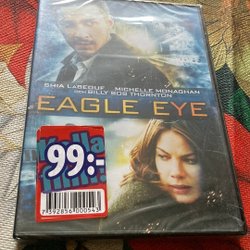 SHIA LABEOUF MICHELLE MONAGHAN
BILLY BOB THORNTON
EAGLE EYE
99:-
7392856000543